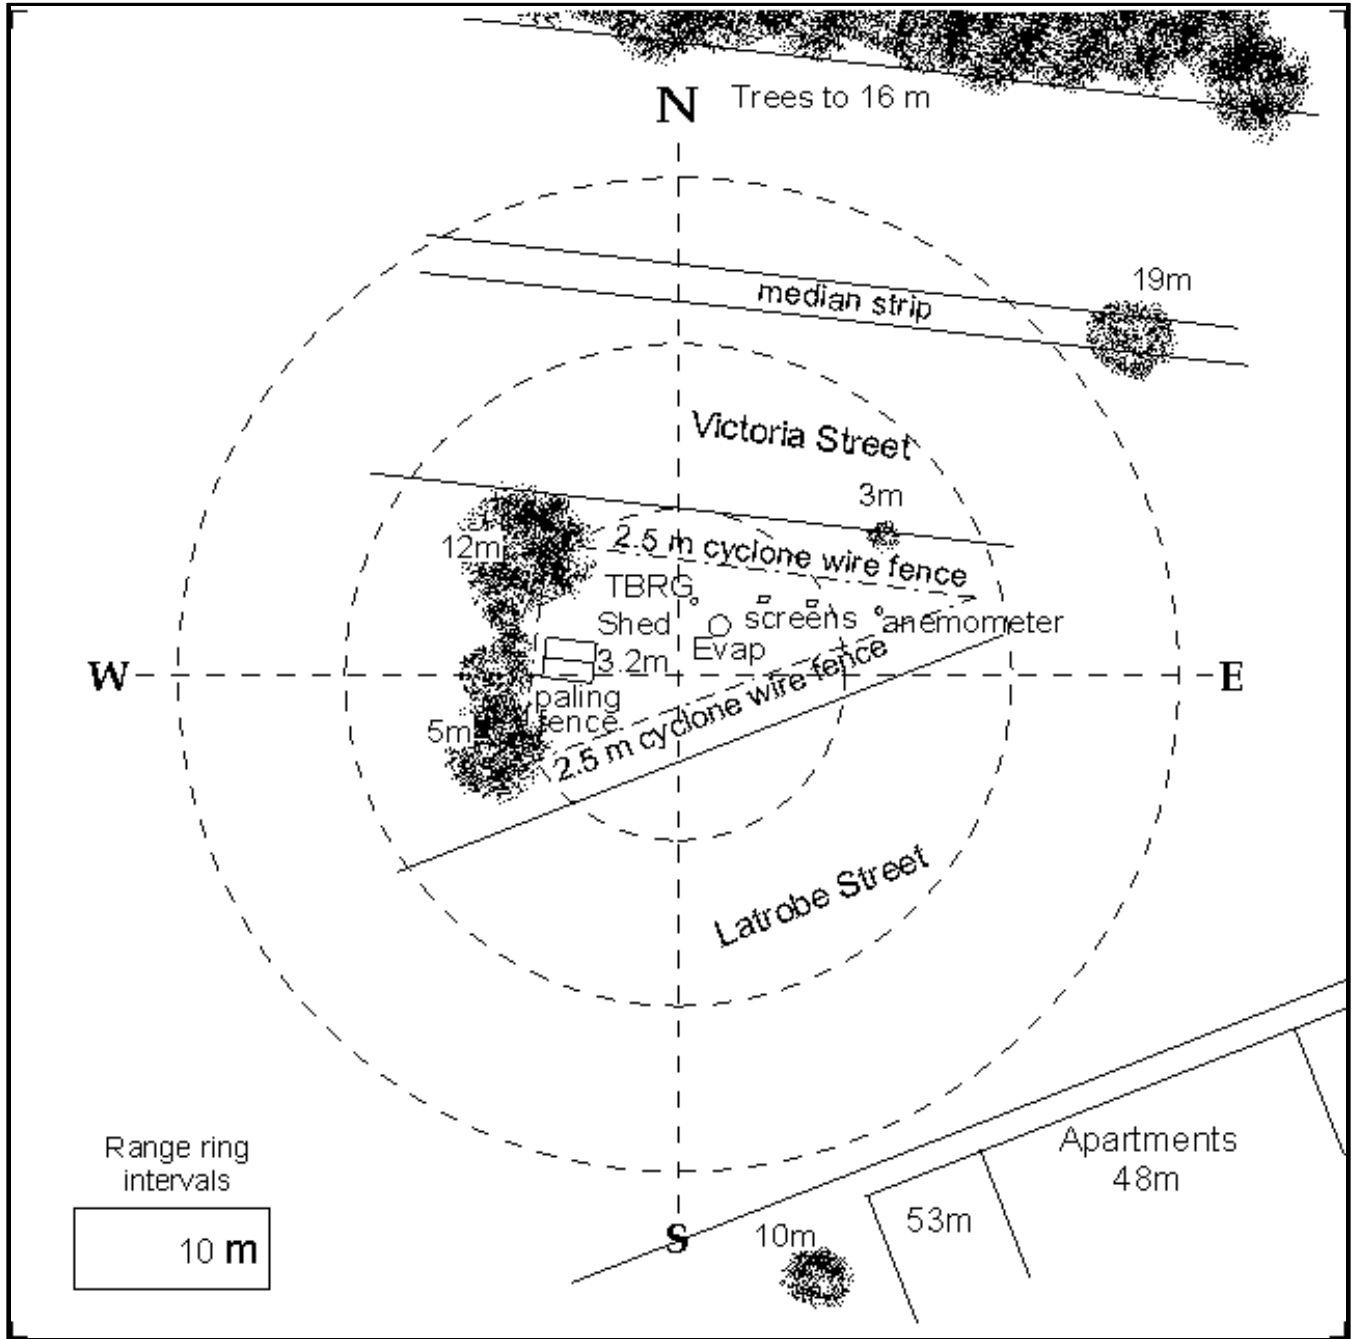 N
Trees to 16 m
19m
median strip
Victoria Street
3m
12m
2.5 m cyclone wire fence
TBRG
Shed
screens
anemometer
3.2m
Evap
W
E
paling
fence
5m
2.5 m cyclone wire fence
Latrobe Street
Range ring
intervals
10 m
Apartments
48m
53m
10m
S